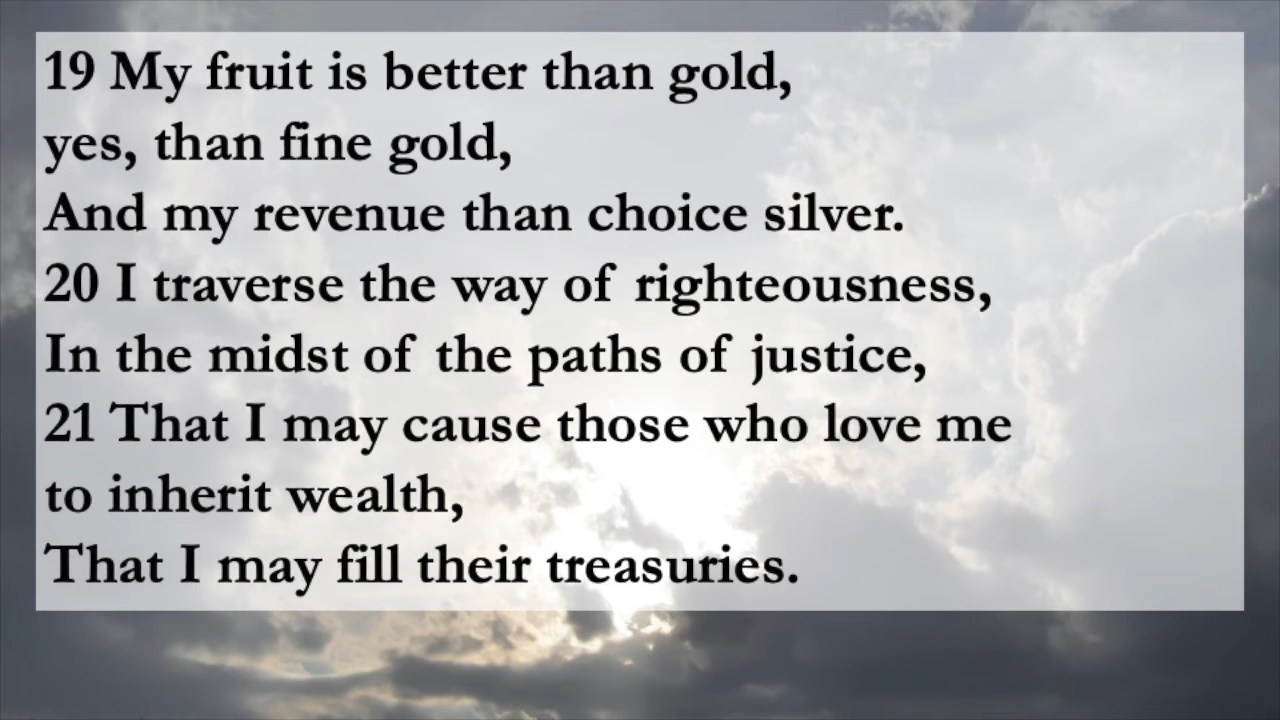 19 My fruit is better than gold,
yes, than fine gold,
And my revenue than choice silver.
20 I traverse the way of righteousness,
In the midst of the paths of justice,
21 That I may cause those who love me
to inherit wealth,
That I may fill their treasuries.